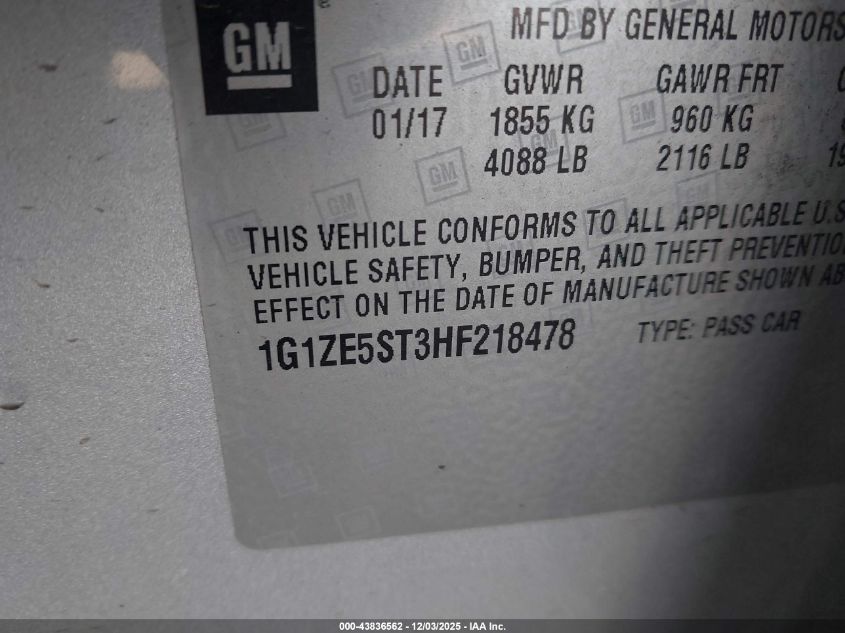 GM
MFD BY GENERAL MOTORS
DATE GVWR GAWR FRT
01/17 1855 KG 960 KG
4088 LB 2116 LB 19
THIS VEHICLE CONFORMS TO ALL APPLICABLE U.S
VEHICLE SAFETY, BUMPER, AND THEFT PREVENTIO
EFFECT ON THE DATE OF MANUFACTURE SHOWN AB
1G1ZE5ST3HF218478 TYPE: PASS CAR
000-43836562 - 12/03/2025 - IAA Inc.